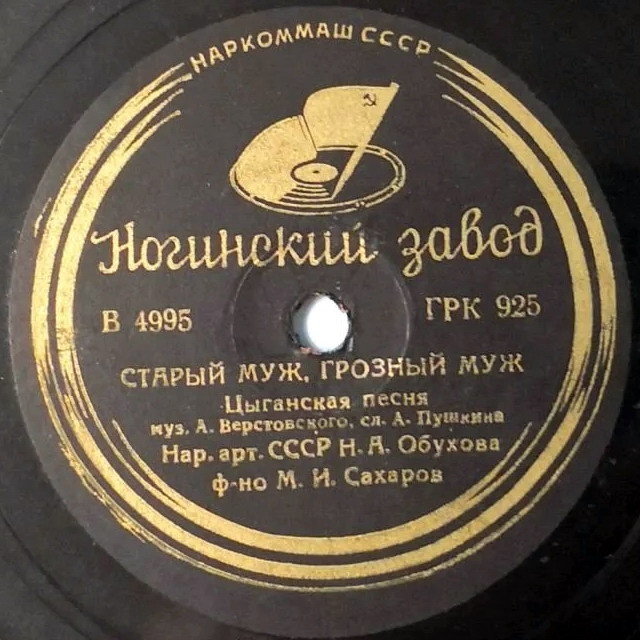 НАРКОММАШ СССР
Ногинский завод
В 4995 ГРК 925
СТАРЫЙ МУЖ, ГРОЗНЫЙ МУЖ
Цыганская песня
муз. А. Верстовского, сл. А. Пушкина
Нар. арт. СССР Н. А. Обухова
ф-но М. И. Сахаров